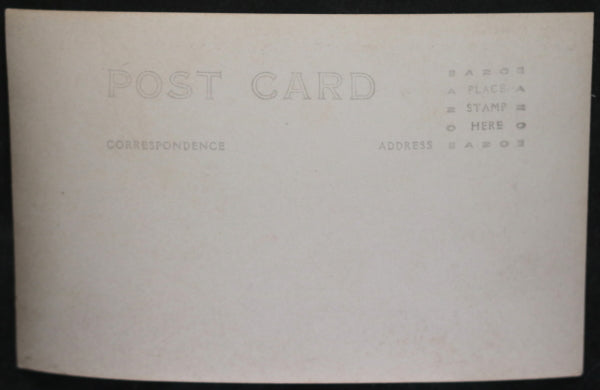 POST CARD
PLACE
STAMP
HERE
CORRESPONDENCE
ADDRESS